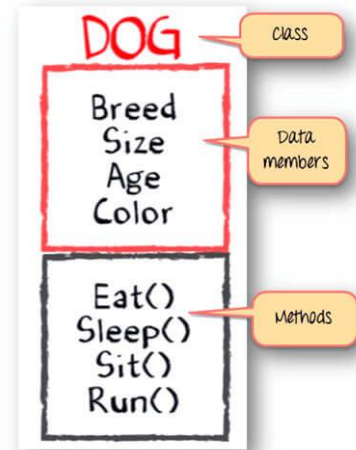 DOG
Class
Breed
Size
Age
Color
Data
members
Eat()
Sleep()
Sit()
Run()
Methods